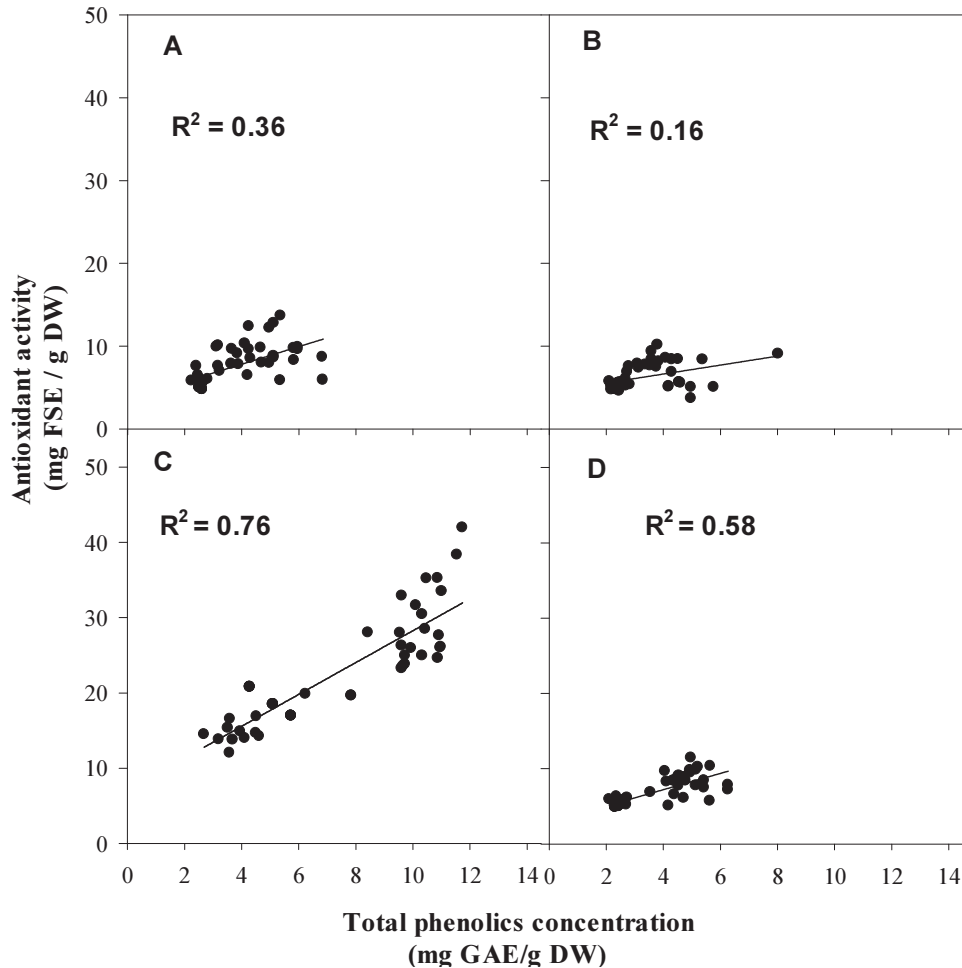 A
R² = 0.36
B
R² = 0.16
50
40
30
20
10
0
C
R² = 0.76
D
R² = 0.58
50
40
30
20
10
0
0 2 4 6 8 10 12 14 0 2 4 6 8 10 12 14
Antioxidant activity
(mg FSE / g DW)
Total phenolics concentration
(mg GAE/g DW)